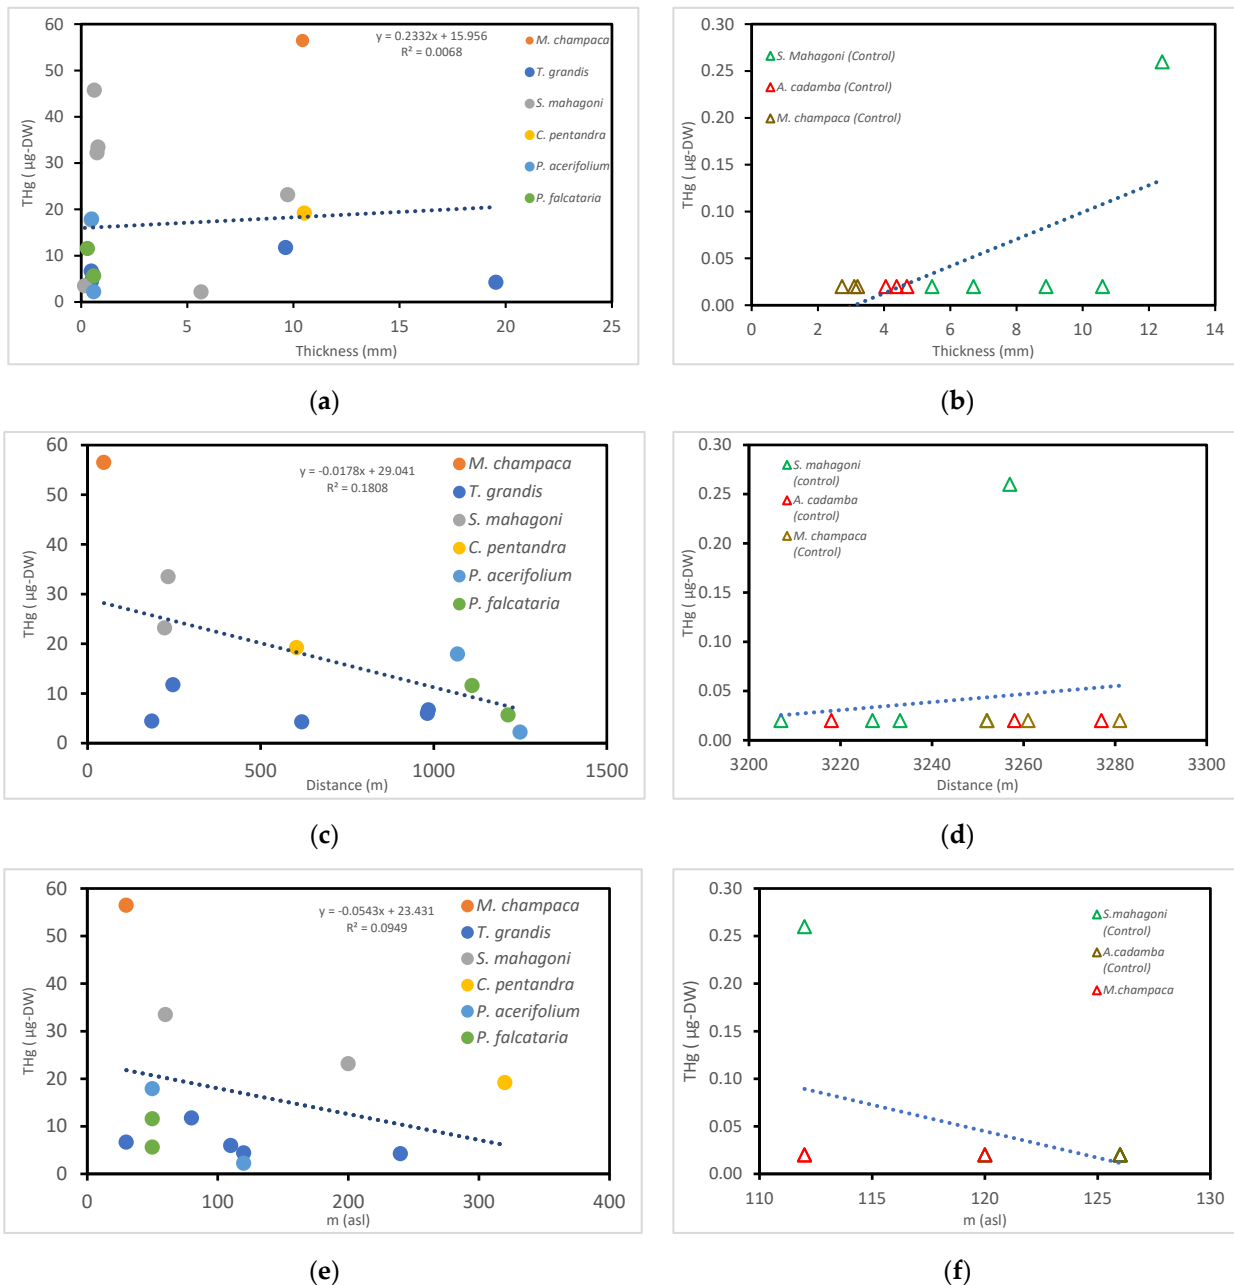 y = 0.2332x + 15.956
R² = 0.0068
THg ( µg-DW)
60
50
40
30
20
10
0
0 5 10 15 20 25
Thickness (mm)
M. champaca
T. grandis
S. mahagoni
C. pentandra
P. acerifolium
P. falcataria
(a)
THg ( µg-DW)
0.30
0.25
0.20
0.15
0.10
0.05
0.00
0 2 4 6 8 10 12 14
Thickness (mm)
S. Mahagoni (Control)
A. cadamba (Control)
M. champaca (Control)
(b)
y = -0.0178x + 29.041
R² = 0.1808
THg ( µg-DW)
60
50
40
30
20
10
0
0 500 1000 1500
Distance (m)
M. champaca
T. grandis
S. mahagoni
C. pentandra
P. acerifolium
P. falcataria
(c)
THg ( µg-DW)
0.30
0.25
0.20
0.15
0.10
0.05
0.00
3200 3220 3240 3260 3280 3300
Distance (m)
S. mahagoni
(control)
A. cadamba
(control)
M. champaca
(Control)
(d)
y = -0.0543x + 23.431
R² = 0.0949
THg ( µg-DW)
60
50
40
30
20
10
0
0 100 200 300 400
m (asl)
M. champaca
T. grandis
S. mahagoni
C. pentandra
P. acerifolium
P. falcataria
(e)
THg ( µg-DW)
0.30
0.25
0.20
0.15
0.10
0.05
0.00
110 115 120 125 130
m (asl)
S.mahagoni
(Control)
A.cadamba
(Control)
M.champaca
(f)